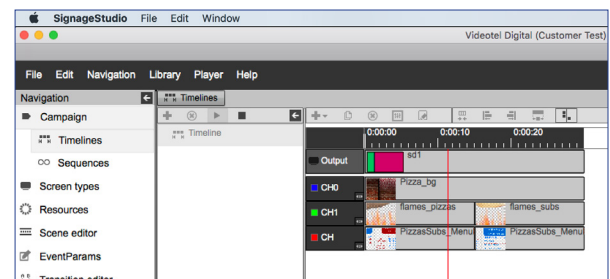 SignageStudio File Edit Window
Videotel Digital (Customer Test)
File Edit Navigation Library Player Help
Navigation
Timelines
Campaign
Timeline
Timelines
0:00:00 0:00:10 0:00:20
Output sd1
Sequences
CH0 Pizza_bg
Screen types
Resources
CH1 flames_pizzas flames_subs
Scene editor
CH PizzasSubs_Menu PizzasSubs_Menu
EventParams
Transition editor